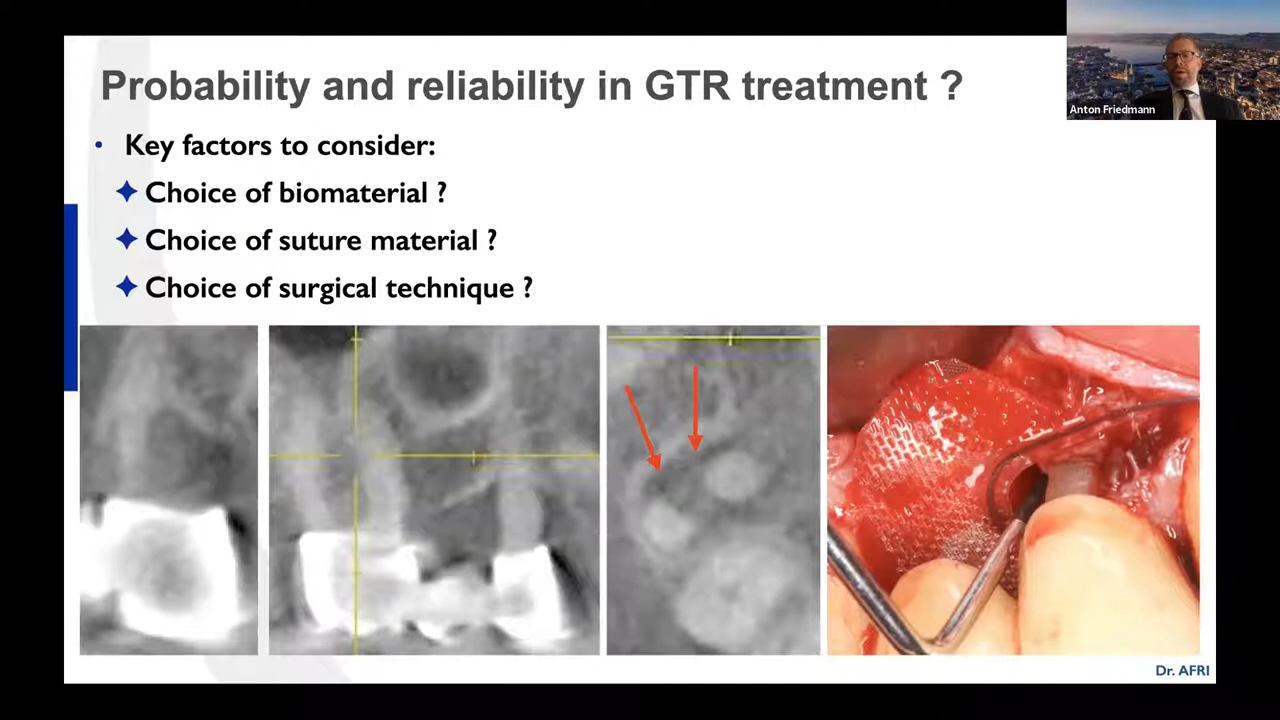 Probability and reliability in GTR treatment ?
Anton Friedmann
• Key factors to consider:
✦ Choice of biomaterial ?
✦ Choice of suture material ?
✦ Choice of surgical technique ?
Dr. AFRI